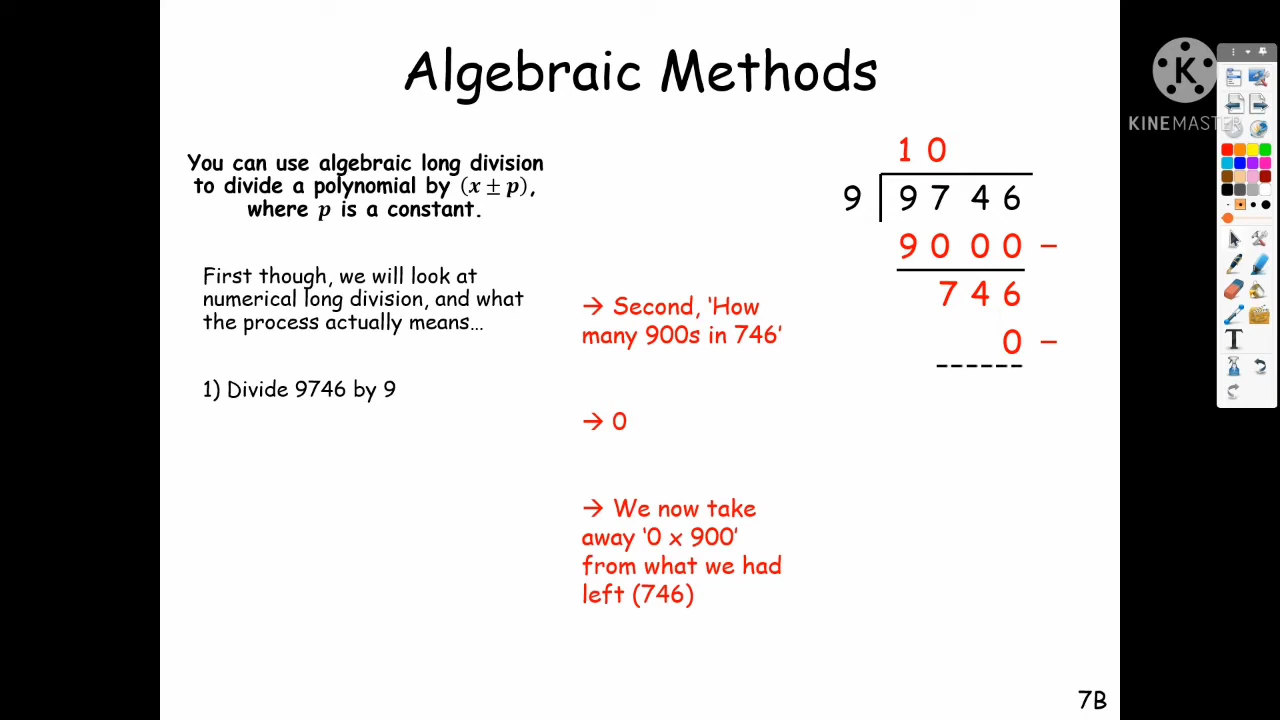 Algebraic Methods
You can use algebraic long division
to divide a polynomial by (x ± p),
where p is a constant.
First though, we will look at
numerical long division, and what
the process actually means…
1) Divide 9746 by 9
→ Second, ‘How
many 900s in 746’
→ 0
→ We now take
away ‘0 x 900’
from what we had
left (746)
1 0
9 9 7 4 6
9 0 0 0 –
7 4 6
0 –
K
KINEMASTER
T
7B